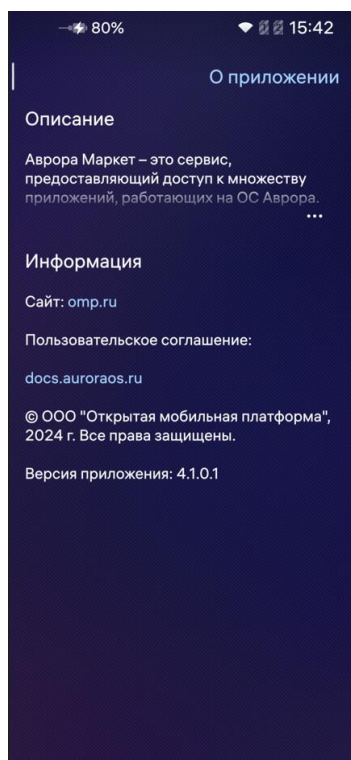 80%
15:42
О приложении
Описание
Аврора Маркет – это сервис,
предоставляющий доступ к множеству
приложений, работающих на ОС Аврора.
...
Информация
Сайт: omp.ru
Пользовательское соглашение:
docs.auroraos.ru
© ООО "Открытая мобильная платформа",
2024 г. Все права защищены.
Версия приложения: 4.1.0.1